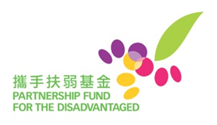 攜手扶弱基金
PARTNERSHIP FUND
FOR THE DISADVANTAGED